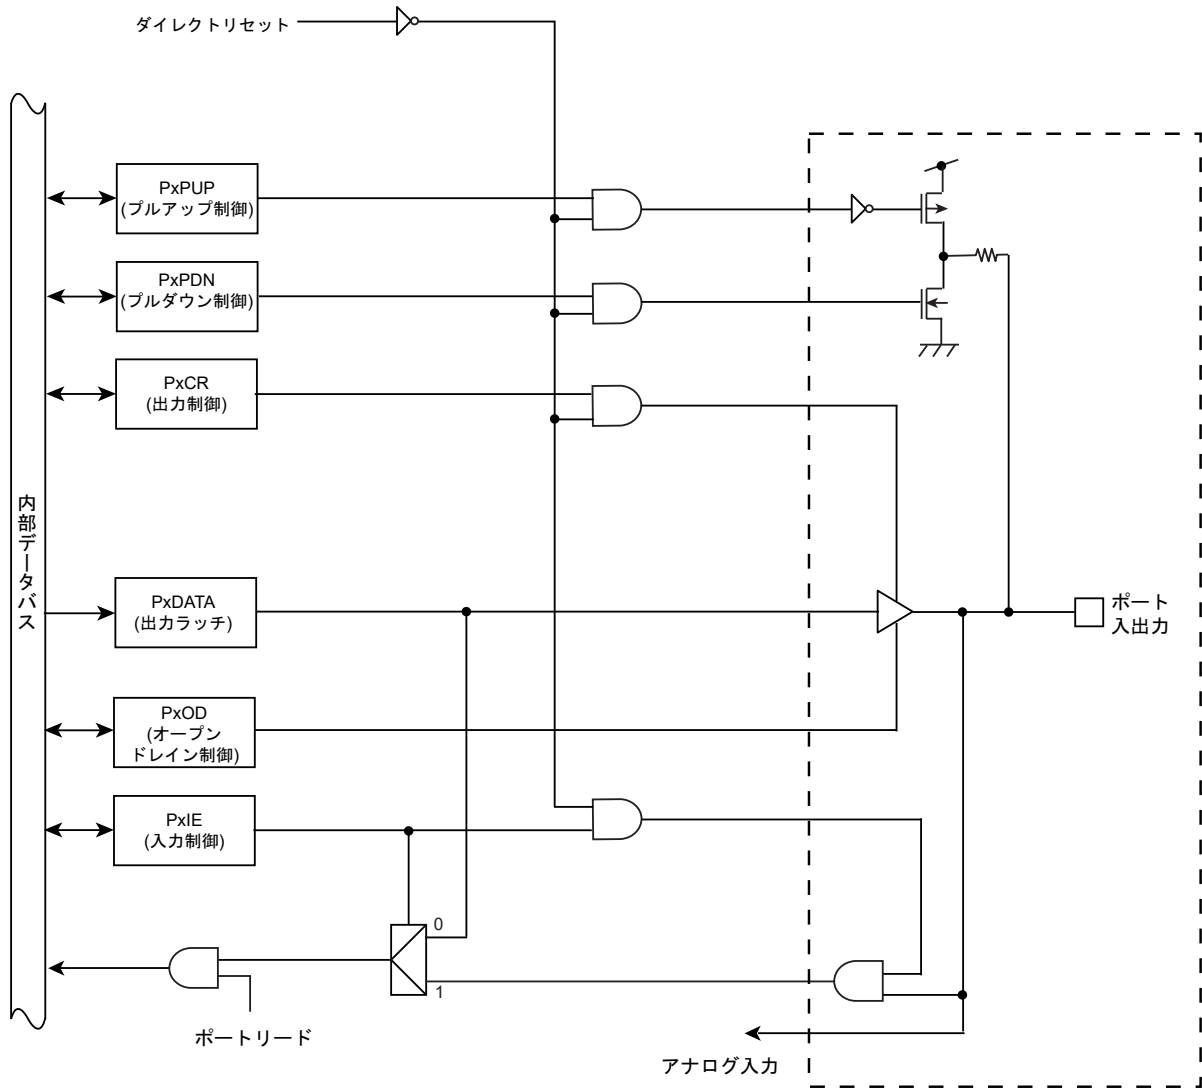 ダイレクトリセット
PxPUP
(プルアップ制御)
PxPDN
(プルダウン制御)
PxCR
(出力制御)
内部データバス
PxDATA
(出力ラッチ)
ポート
入出力
PxOD
(オープン
ドレイン制御)
PxIE
(入力制御)
0
1
ポートリード
アナログ入力